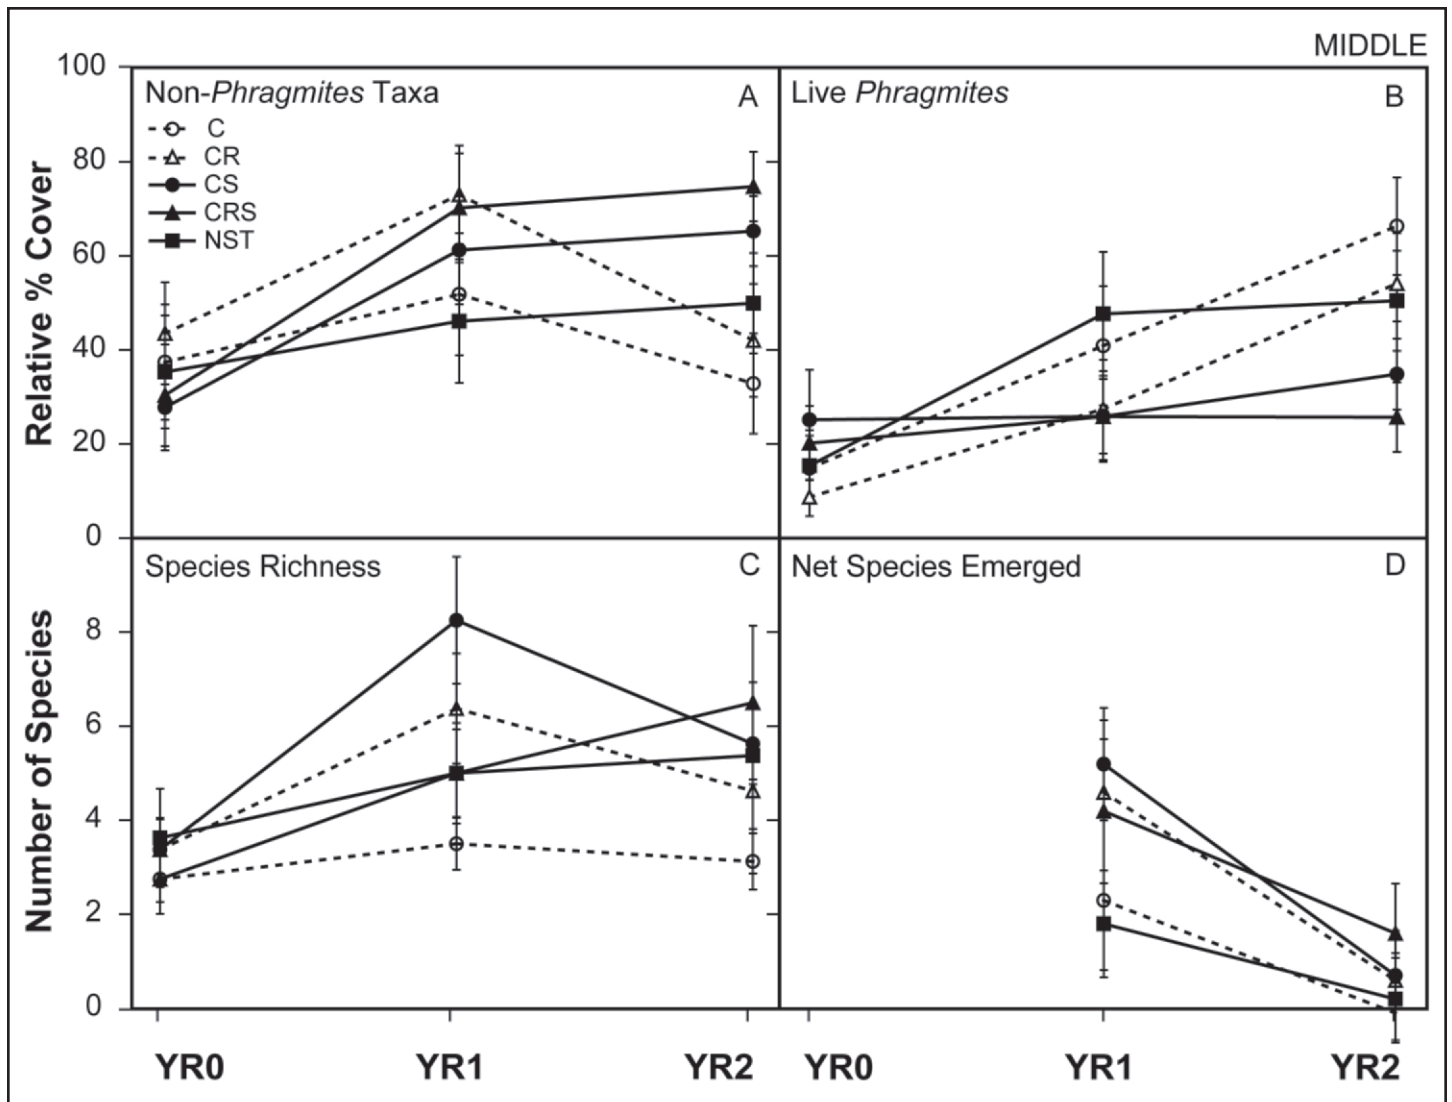 MIDDLE
Non-Phragmites Taxa
A
C
CR
CS
CRS
NST
Live Phragmites
B
Relative % Cover
100
80
60
40
20
0
Species Richness
C
Net Species Emerged
D
Number of Species
8
6
4
2
0
YR0
YR1
YR2
YR0
YR1
YR2